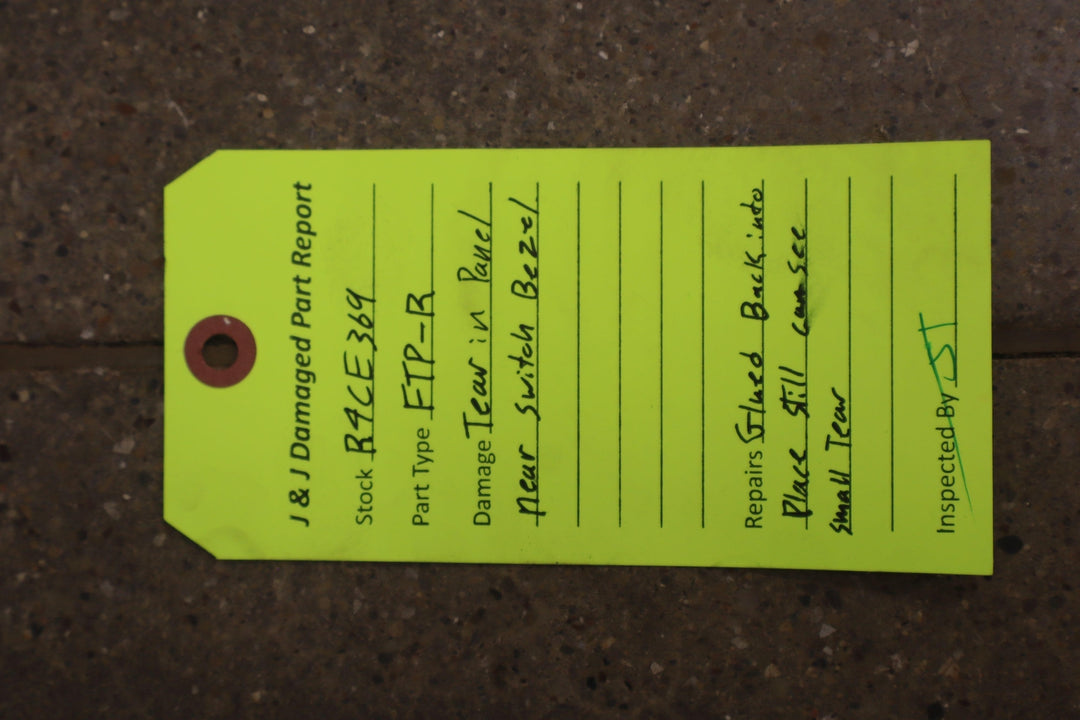 J & J Damaged Part Report
Stock R4CE369
Part Type FTP-R
Damage Tear in Panel
near switch Bezel
Repairs Glued Back into
Place still can see
small Tear
Inspected By